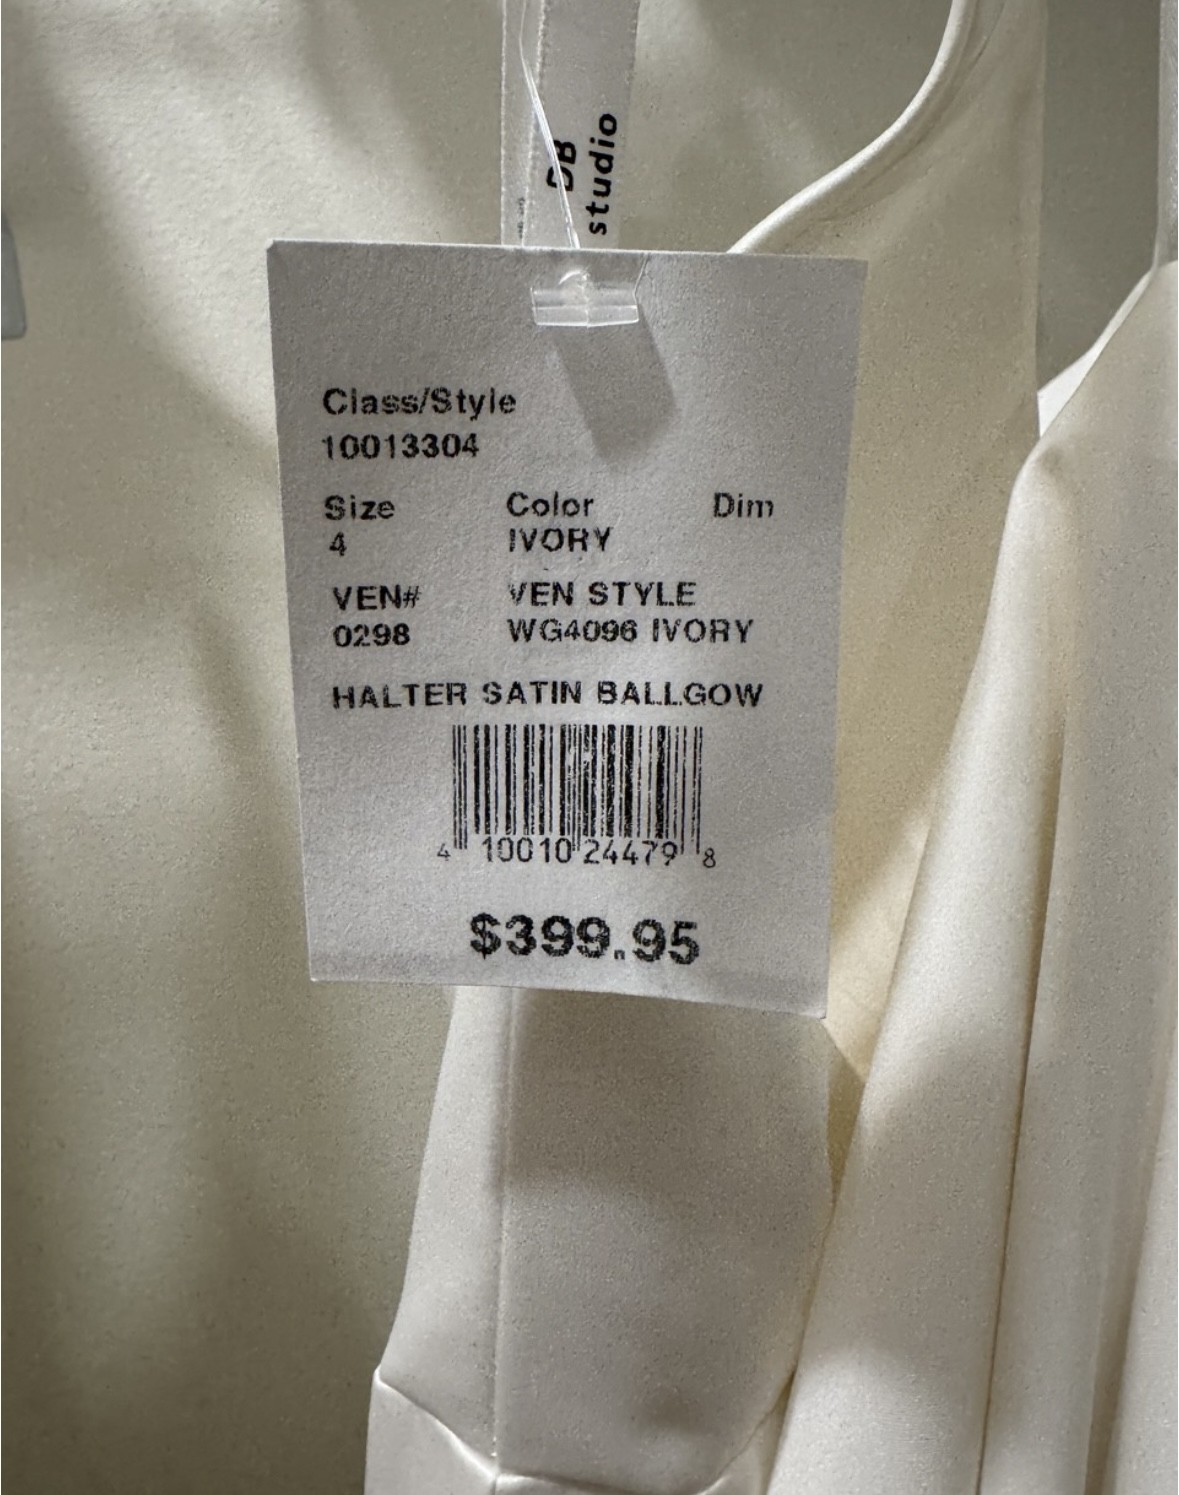 DB
studio
Class/Style
10013304
Size Color Dim
4 IVORY
VEN# VEN STYLE
0298 WG4096 IVORY
HALTER SATIN BALLGOW
4 10010 24479 8
$399.95